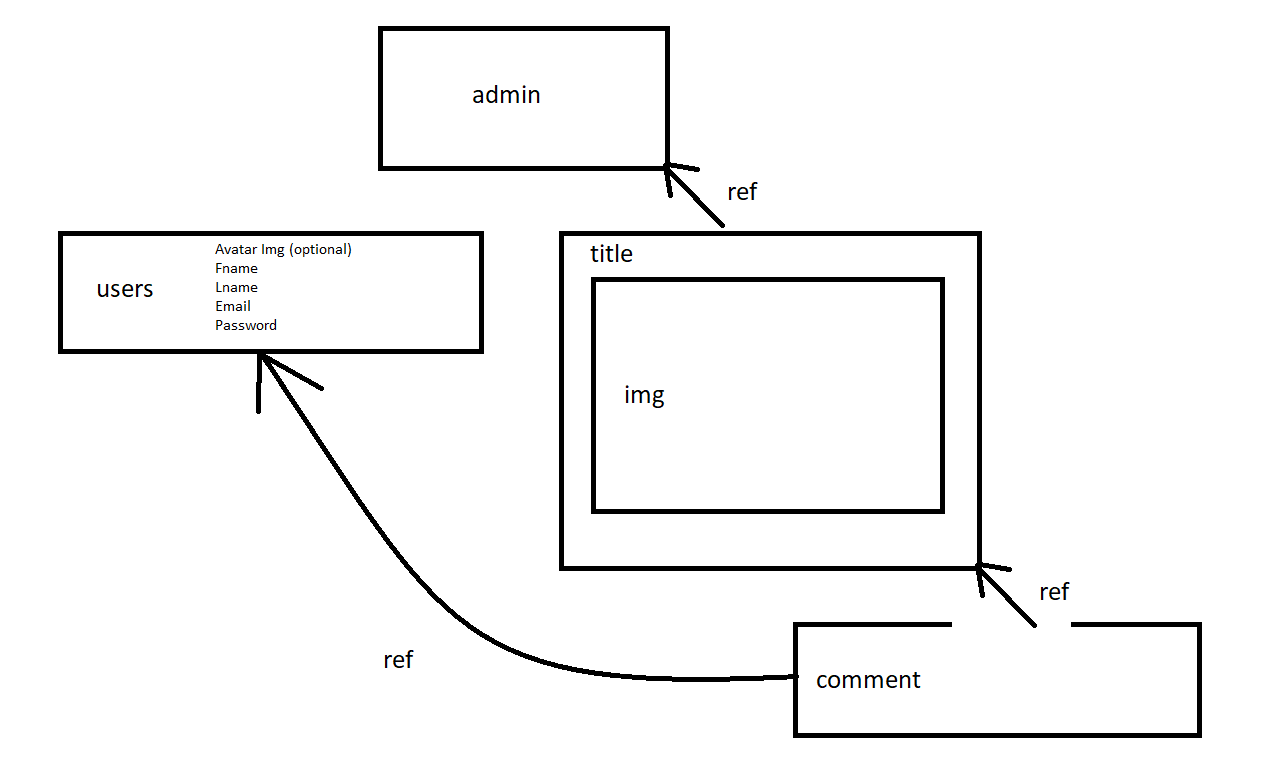 admin
ref
users
Avatar Img (optional)
Fname
Lname
Email
Password
title
img
ref
ref
comment